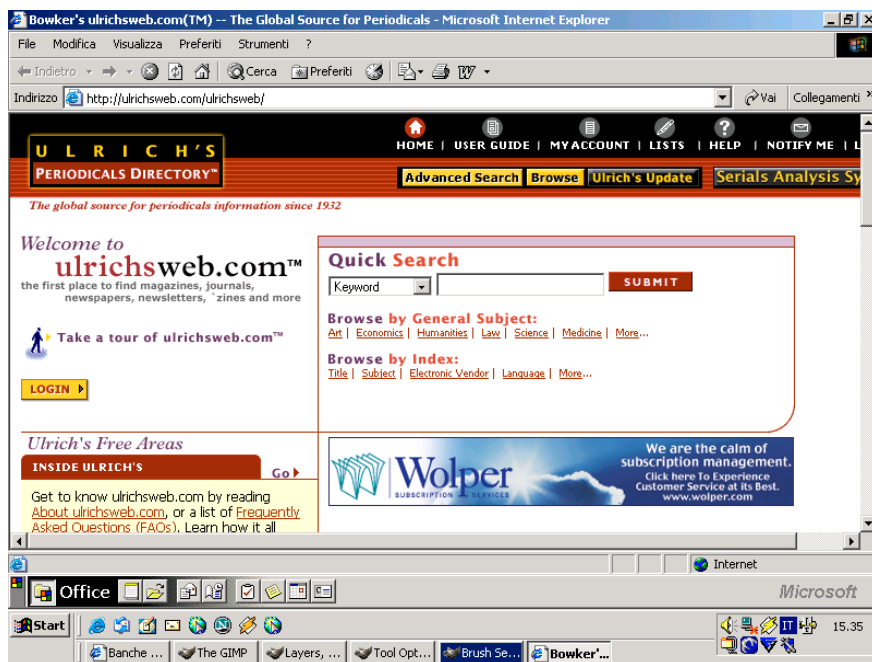 Bowker's ulrichsweb.com(TM) -- The Global Source for Periodicals - Microsoft Internet Explorer
File Modifica Visualizza Preferiti Strumenti ?
Indietro Cerca Preferiti
Indirizzo http://ulrichsweb.com/ulrichsweb/ Vai Collegamenti »
HOME | USER GUIDE | MY ACCOUNT | LISTS | HELP | NOTIFY ME | L
ULRICH'S
PERIODICALS DIRECTORY™
Advanced Search Browse Ulrich's Update Serials Analysis Sy
The global source for periodicals information since 1932
Welcome to
ulrichsweb.com™
the first place to find magazines, journals,
newspapers, newsletters, `zines and more
Take a tour of ulrichsweb.com™
LOGIN
Quick Search
Keyword SUBMIT
Browse by General Subject:
Art | Economics | Humanities | Law | Science | Medicine | More...
Browse by Index:
Title | Subject | Electronic Vendor | Language | More...
Ulrich's Free Areas
INSIDE ULRICH'S Go
Get to know ulrichsweb.com by reading
About ulrichsweb.com, or a list of Frequently
Asked Questions (FAQs). Learn how it all
Wolper
SUBSCRIPTION SERVICES
We are the calm of
subscription management.
Click here To Experience
Customer Service at its Best.
www.wolper.com
Internet
Office Microsoft
Start IT 15.35
Banche ... The GIMP Layers, ... Tool Opt... Brush Se... Bowker'...